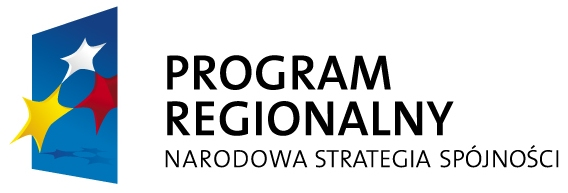 PROGRAM
REGIONALNY
NARODOWA STRATEGIA SPÓJNOŚCI